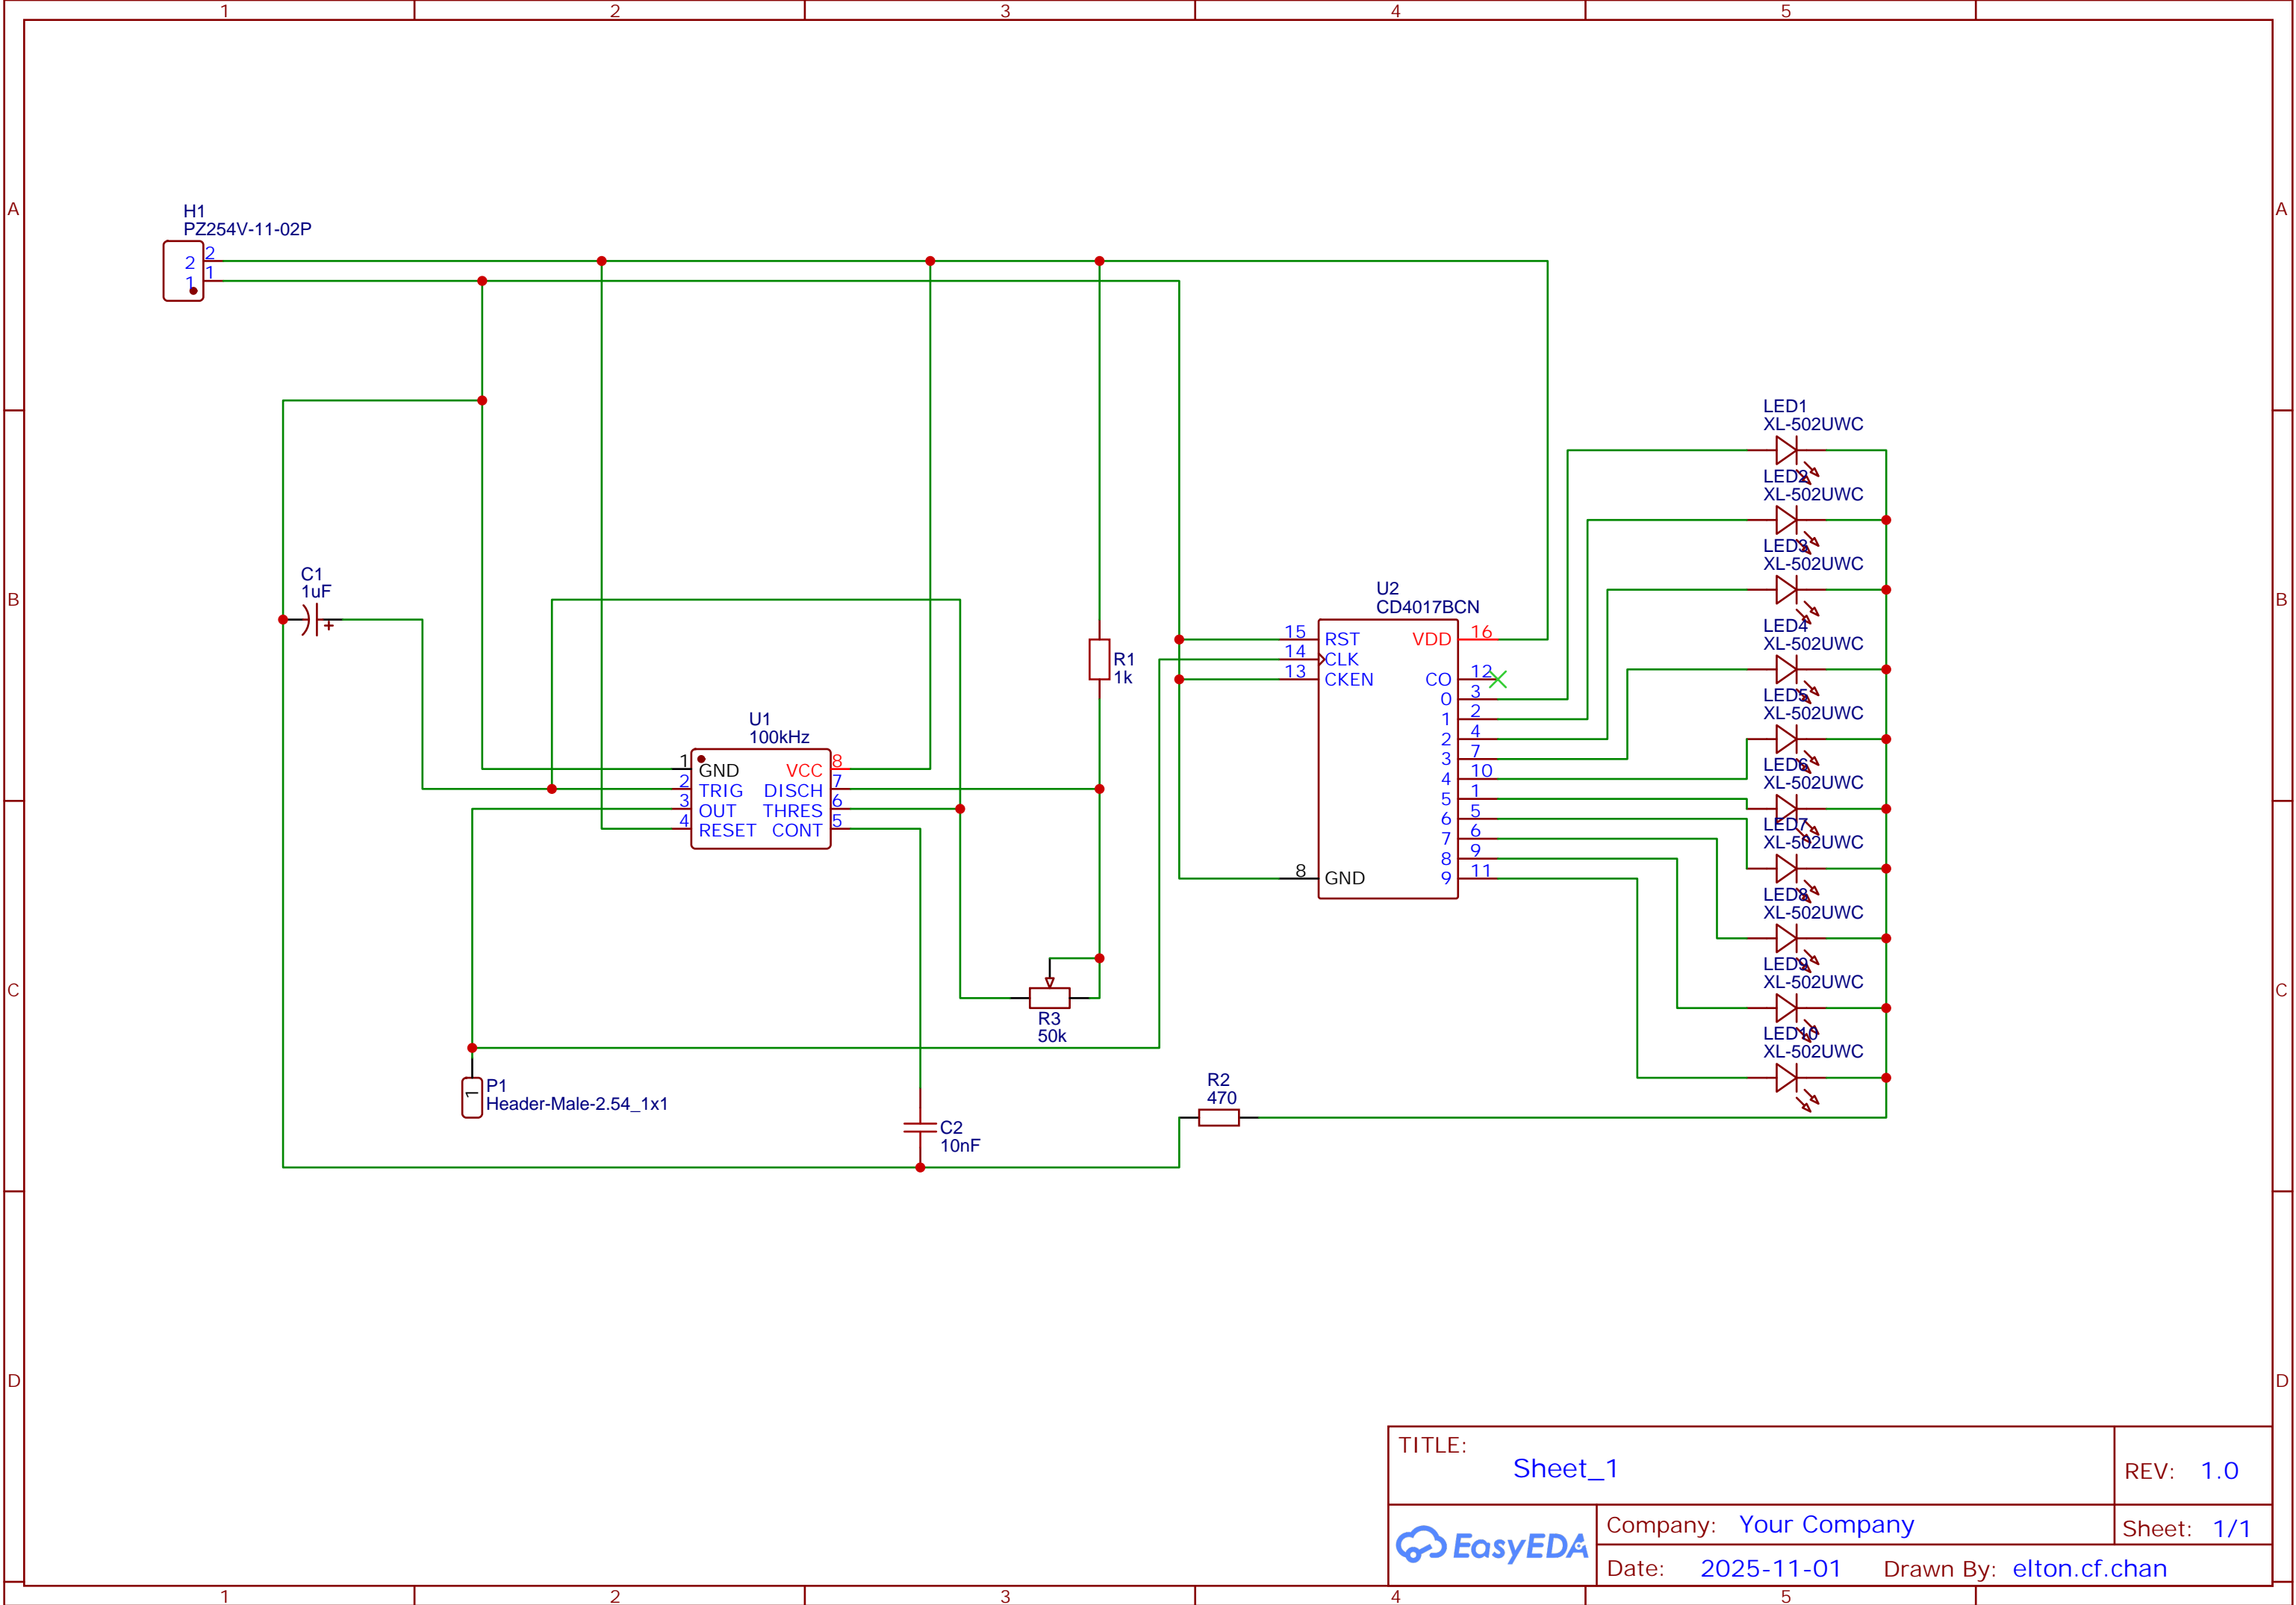 1 2 3 4 5
A A
H1
PZ254V-11-02P
2 2
1 1
LED1
XL-502UWC
LED2
XL-502UWC
LED3
XL-502UWC
C1
1uF
+
B B
U2
CD4017BCN
LED4
XL-502UWC
15 RST VDD 16
14 CLK
13 CKEN CO 12
R1
1k
0 3
1 2
2 4
3 7
4 10
5 1
6 5
7 6
8 9
8 GND 9 11
LED5
XL-502UWC
U1
100kHz
1 GND VCC 8
2 TRIG DISCH 7
3 OUT THRES 6
4 RESET CONT 5
LED6
XL-502UWC
LED7
XL-502UWC
LED8
XL-502UWC
LED9
XL-502UWC
C C
R3
50k
LED10
XL-502UWC
1
P1
Header-Male-2.54_1x1
R2
470
C2
10nF
D D
TITLE:
Sheet_1
REV: 1.0
EasyEDA
Company: Your Company
Sheet: 1/1
Date: 2025-11-01 Drawn By: elton.cf.chan
1 2 3 4 5